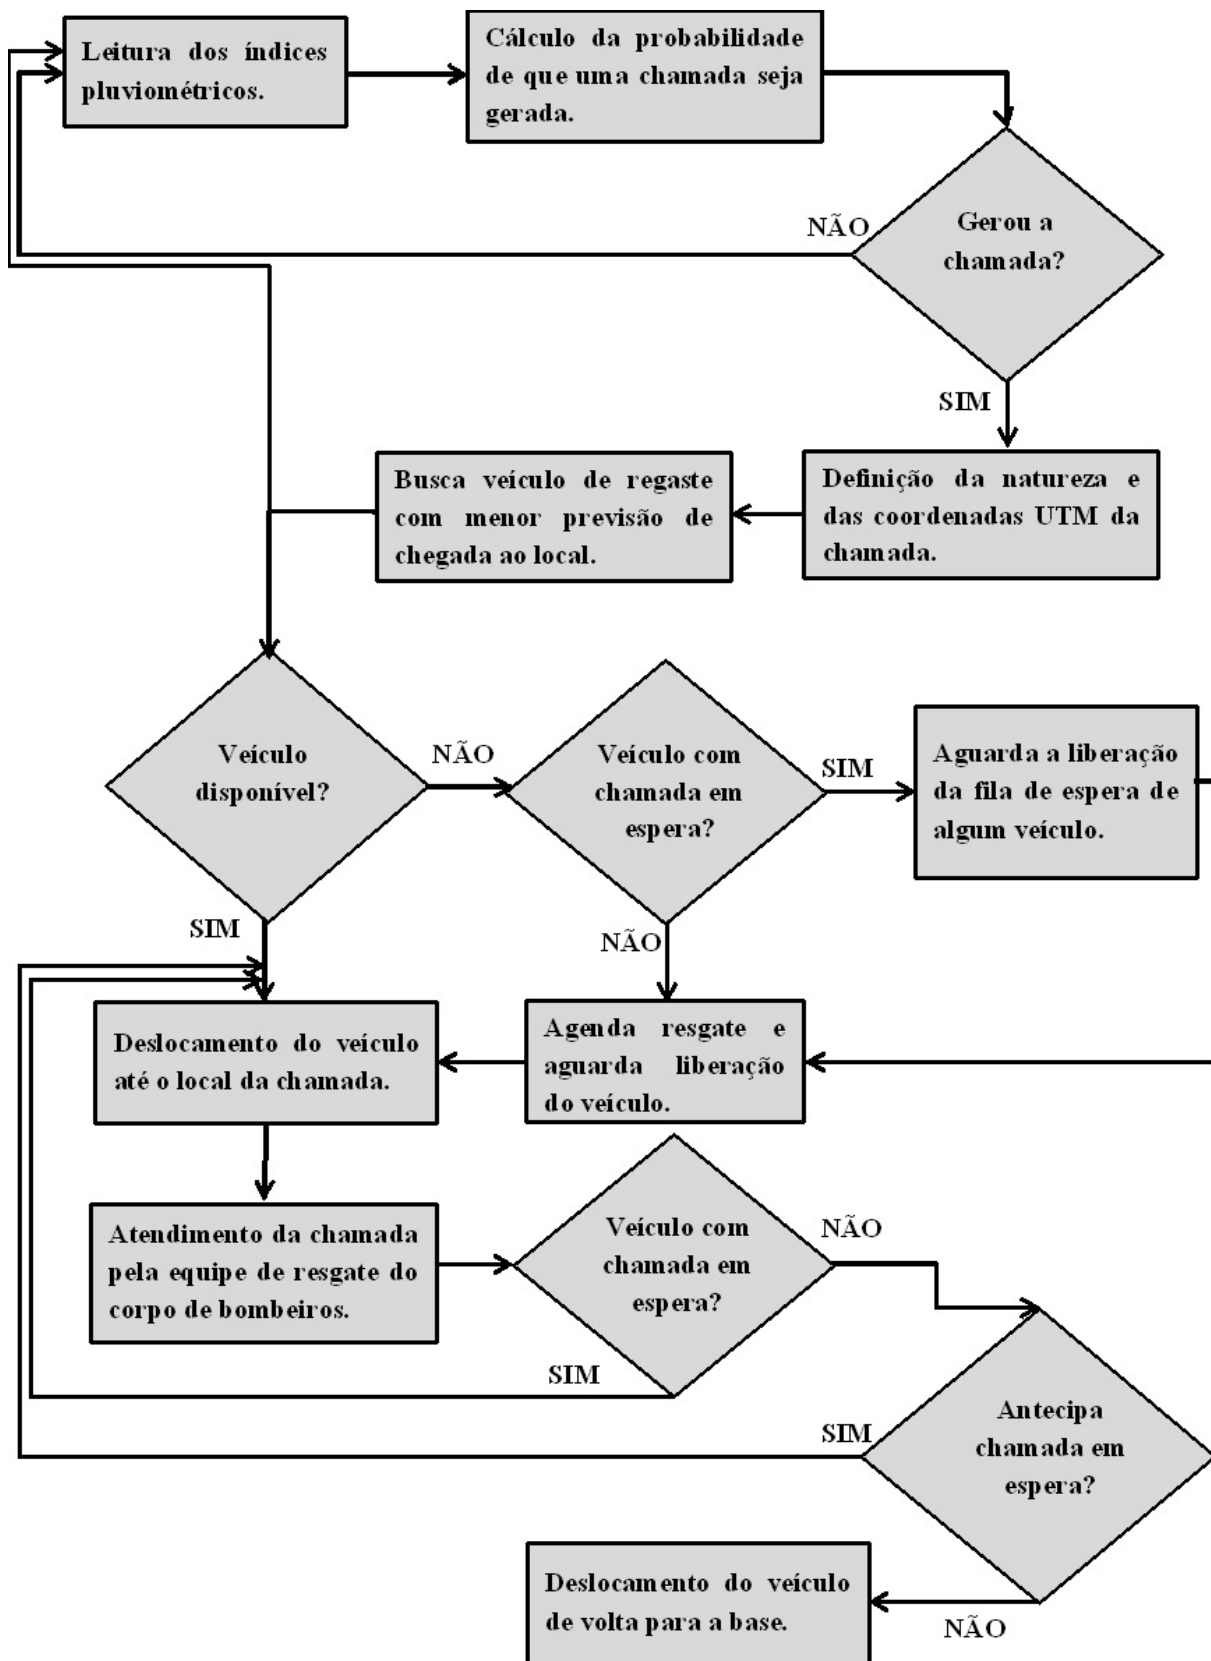 Leitura dos índices
pluviométricos.
Cálculo da probabilidade
de que uma chamada seja
gerada.
Gerou a
chamada?
NÃO
SIM
Definição da natureza e
das coordenadas UTM da
chamada.
Busca veículo de regaste
com menor previsão de
chegada ao local.
Veículo
disponível?
NÃO
Veículo com
chamada em
espera?
SIM
Aguarda a liberação
da fila de espera de
algum veículo.
SIM
NÃO
Deslocamento do veículo
até o local da chamada.
Agenda resgate e
aguarda liberação
do veículo.
Atendimento da chamada
pela equipe de resgate do
corpo de bombeiros.
Veículo com
chamada em
espera?
NÃO
SIM
Antecipa
chamada em
espera?
SIM
NÃO
Deslocamento do veículo
de volta para a base.